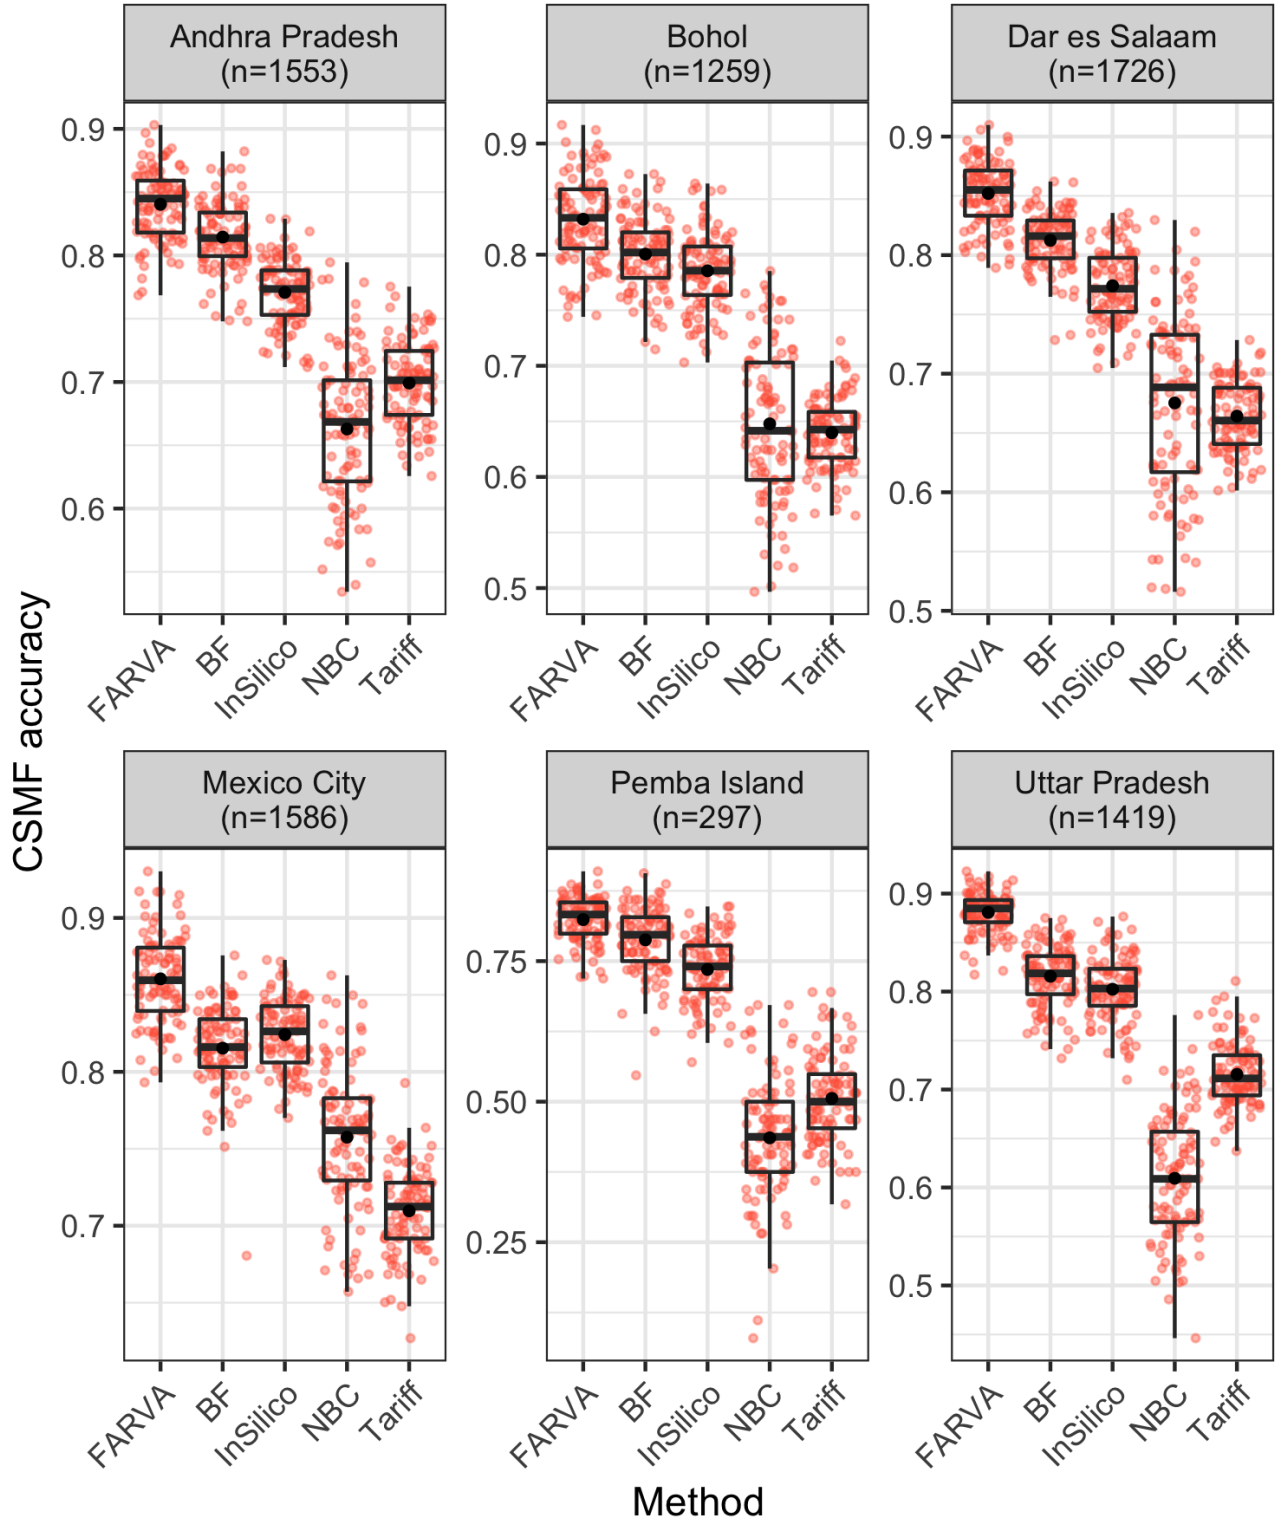 Andhra Pradesh
(n=1553)
Bohol
(n=1259)
Dar es Salaam
(n=1726)
0.9
0.8
0.7
0.6
0.9
0.8
0.7
0.6
0.5
0.9
0.8
0.7
0.6
0.5
FARVA
BF
InSilico
NBC
Tariff
FARVA
BF
InSilico
NBC
Tariff
FARVA
BF
InSilico
NBC
Tariff
CSMF accuracy
Mexico City
(n=1586)
Pemba Island
(n=297)
Uttar Pradesh
(n=1419)
0.9
0.8
0.7
0.75
0.50
0.25
0.9
0.8
0.7
0.6
0.5
FARVA
BF
InSilico
NBC
Tariff
FARVA
BF
InSilico
NBC
Tariff
FARVA
BF
InSilico
NBC
Tariff
Method